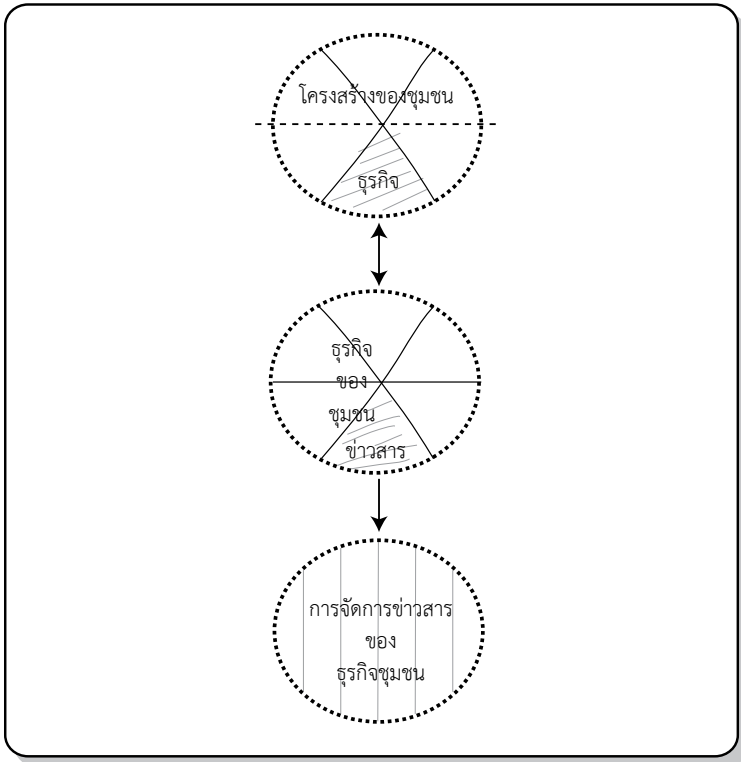 โครงสร้างของชุมชน
ธุรกิจ
ธุรกิจ
ของ
ชุมชน
ข่าวสาร
การจัดการข่าวสาร
ของ
ธุรกิจชุมชน